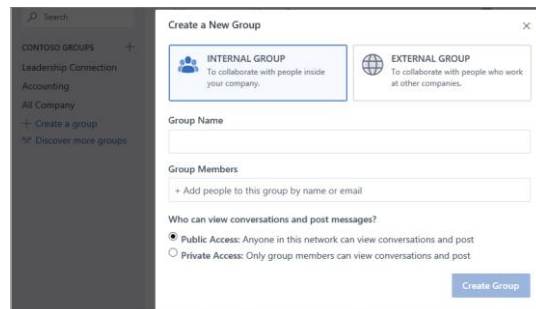 Search
CONTOSO GROUPS
Leadership Connection
Accounting
All Company
+ Create a group
Discover more groups
Create a New Group
INTERNAL GROUP
To collaborate with people inside
your company.
EXTERNAL GROUP
To collaborate with people who work
at other companies.
Group Name
Group Members
+ Add people to this group by name or email
Who can view conversations and post messages?
Public Access: Anyone in this network can view conversations and post
Private Access: Only group members can view conversations and post
Create Group